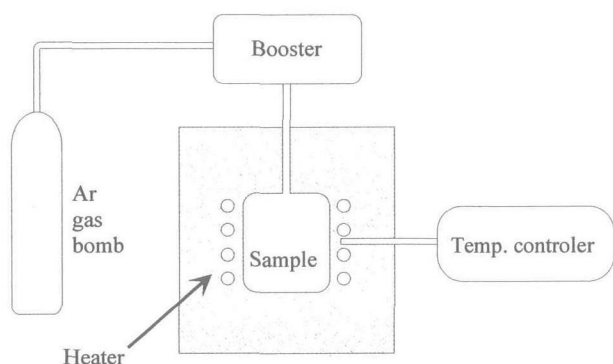 Booster
Ar
gas
bomb
Sample
Temp. controler
Heater